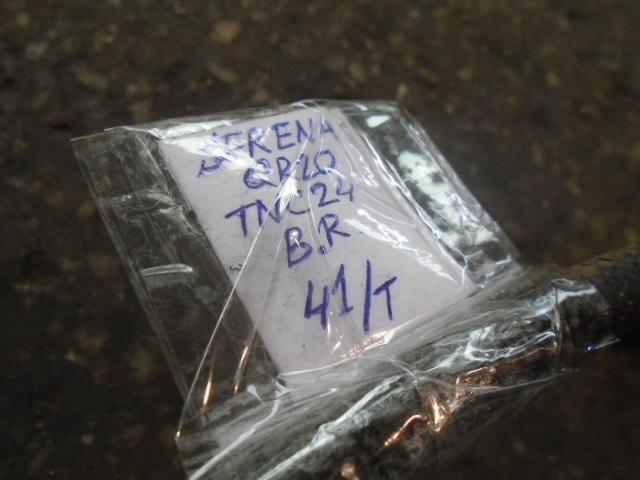 SERENA
QR20
TNC24
B.R
41/T